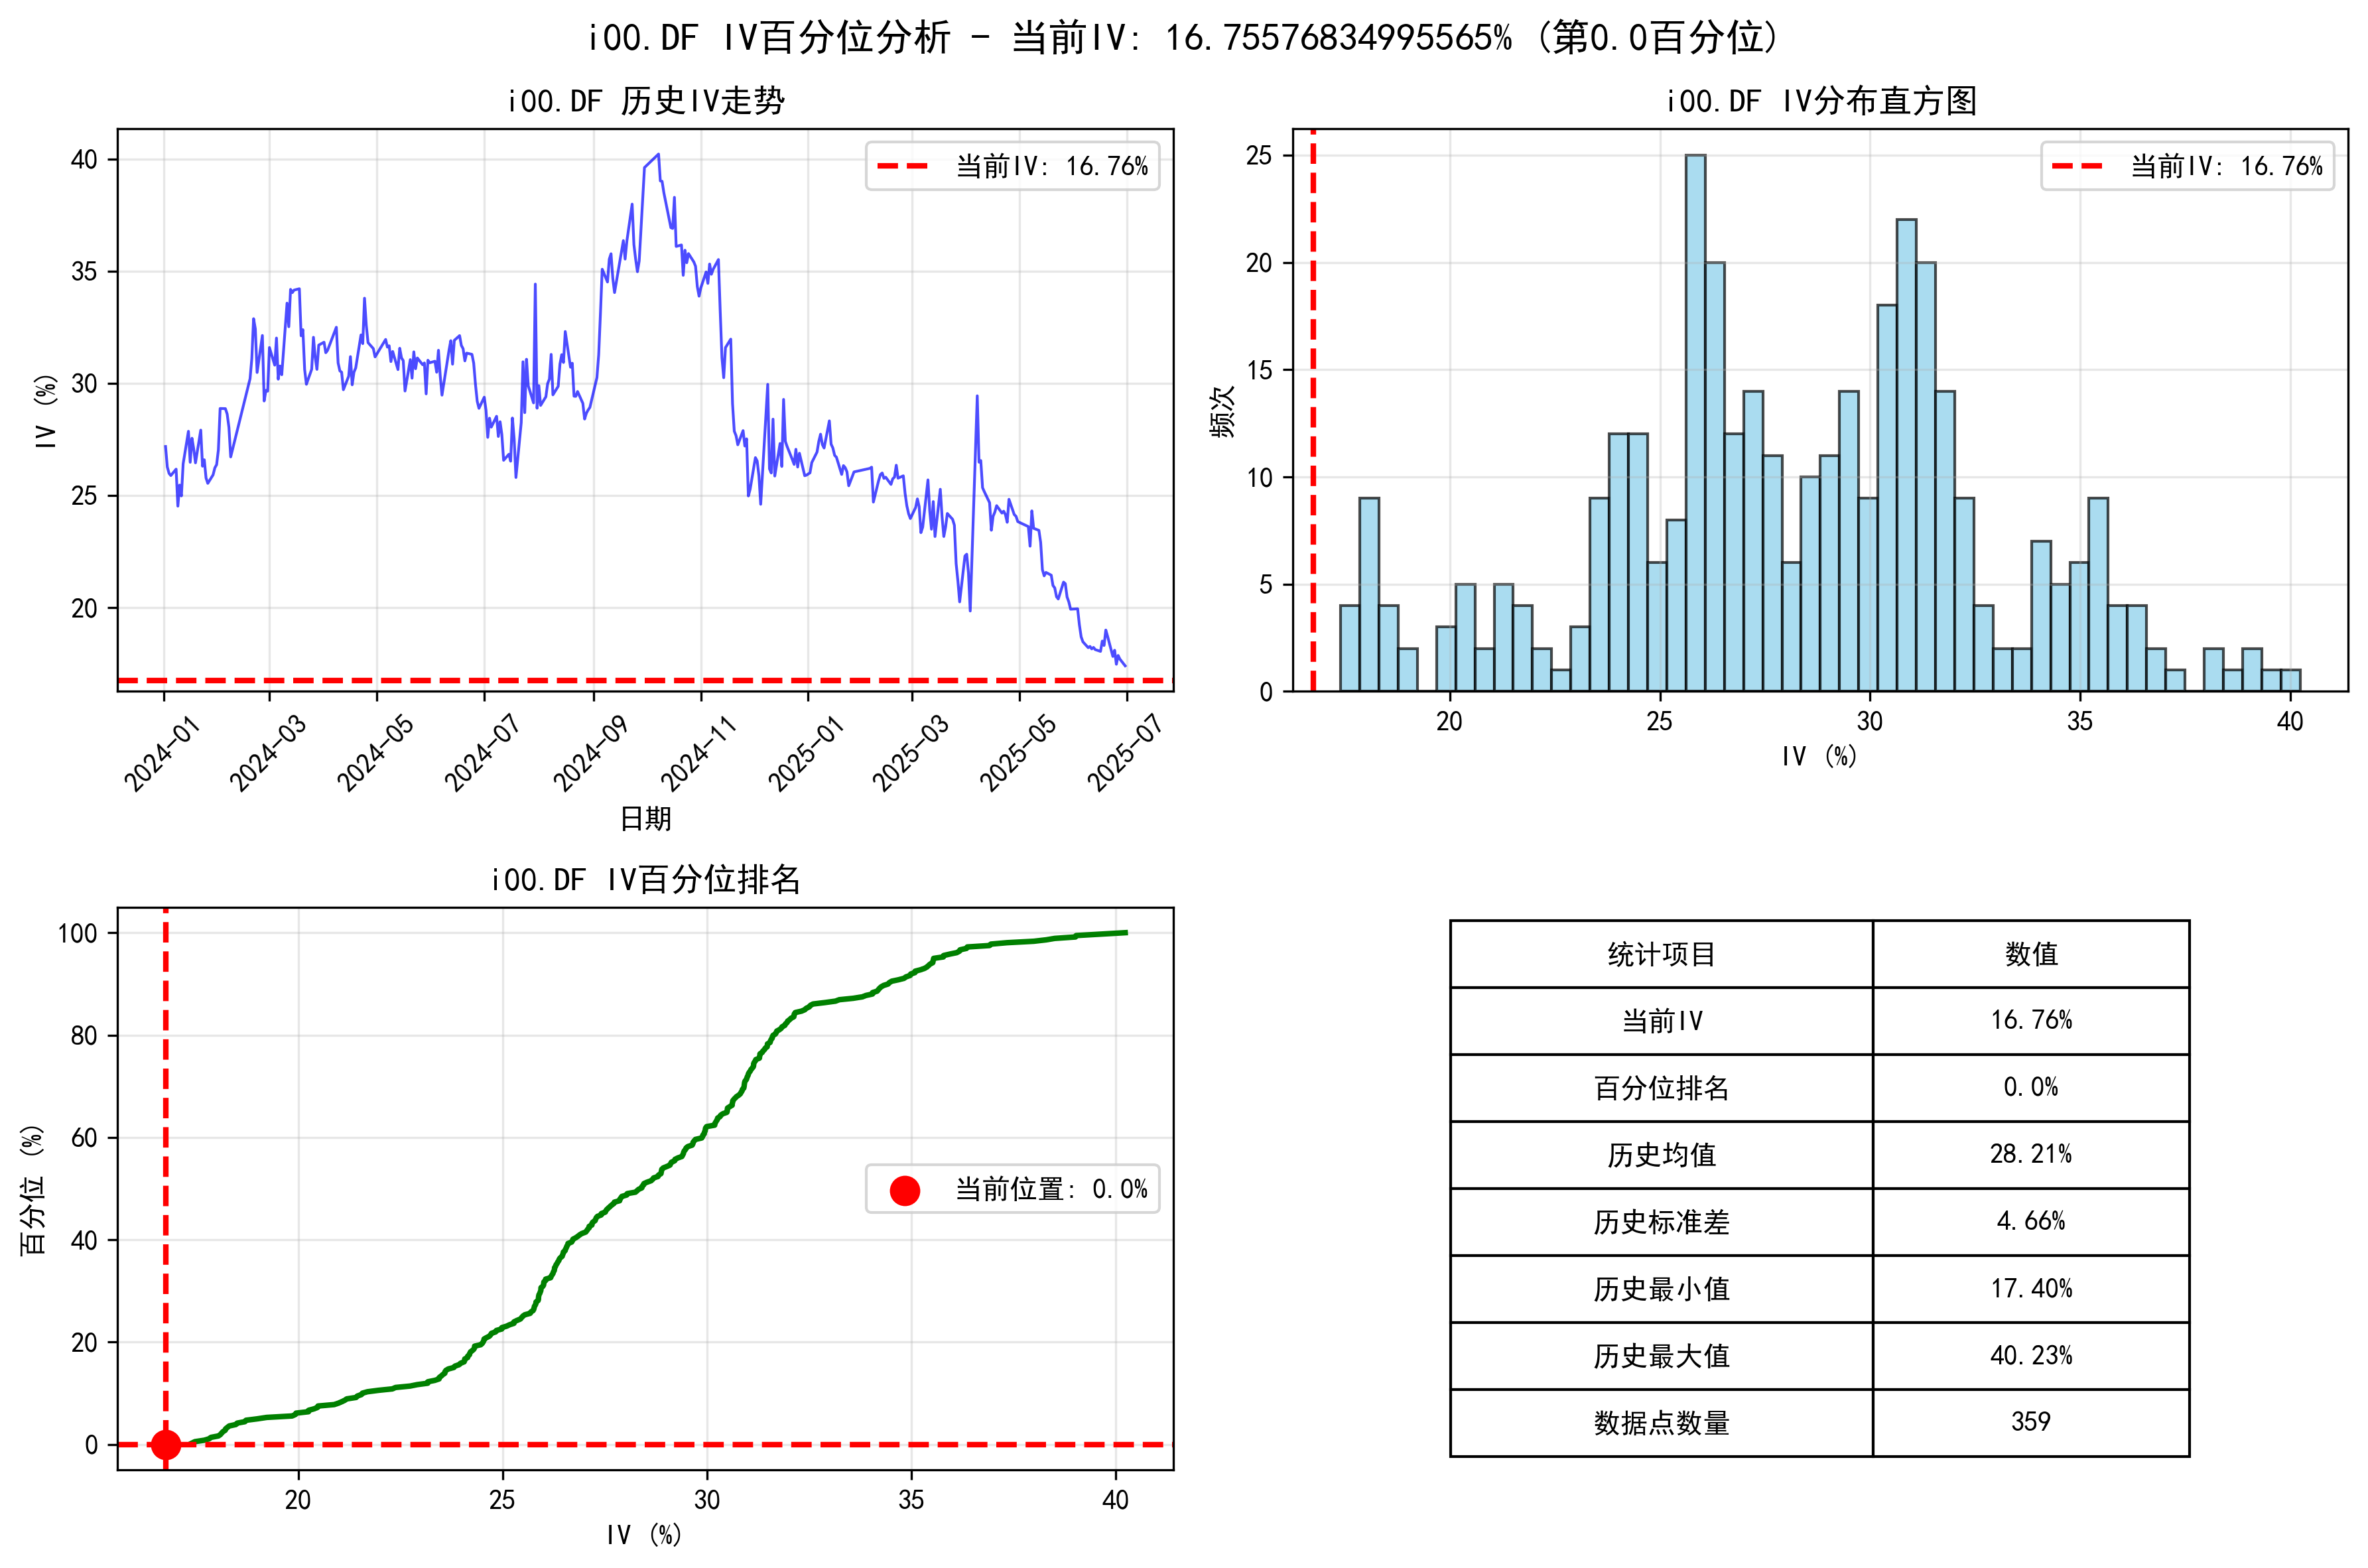 i00.DF IV百分位分析 - 当前IV: 16.75576834995565% (第0.0百分位)
i00.DF 历史IV走势
当前IV: 16.76%
40
35
30
25
20
IV (%)
2024-01
2024-03
2024-05
2024-07
2024-09
2024-11
2025-01
2025-03
2025-05
2025-07
日期
i00.DF IV分布直方图
当前IV: 16.76%
25
20
15
10
5
0
频次
20
25
30
35
40
IV (%)
i00.DF IV百分位排名
当前位置: 0.0%
100
80
60
40
20
0
百分位 (%)
20
25
30
35
40
IV (%)
统计项目 数值
当前IV 16.76%
百分位排名 0.0%
历史均值 28.21%
历史标准差 4.66%
历史最小值 17.40%
历史最大值 40.23%
数据点数量 359